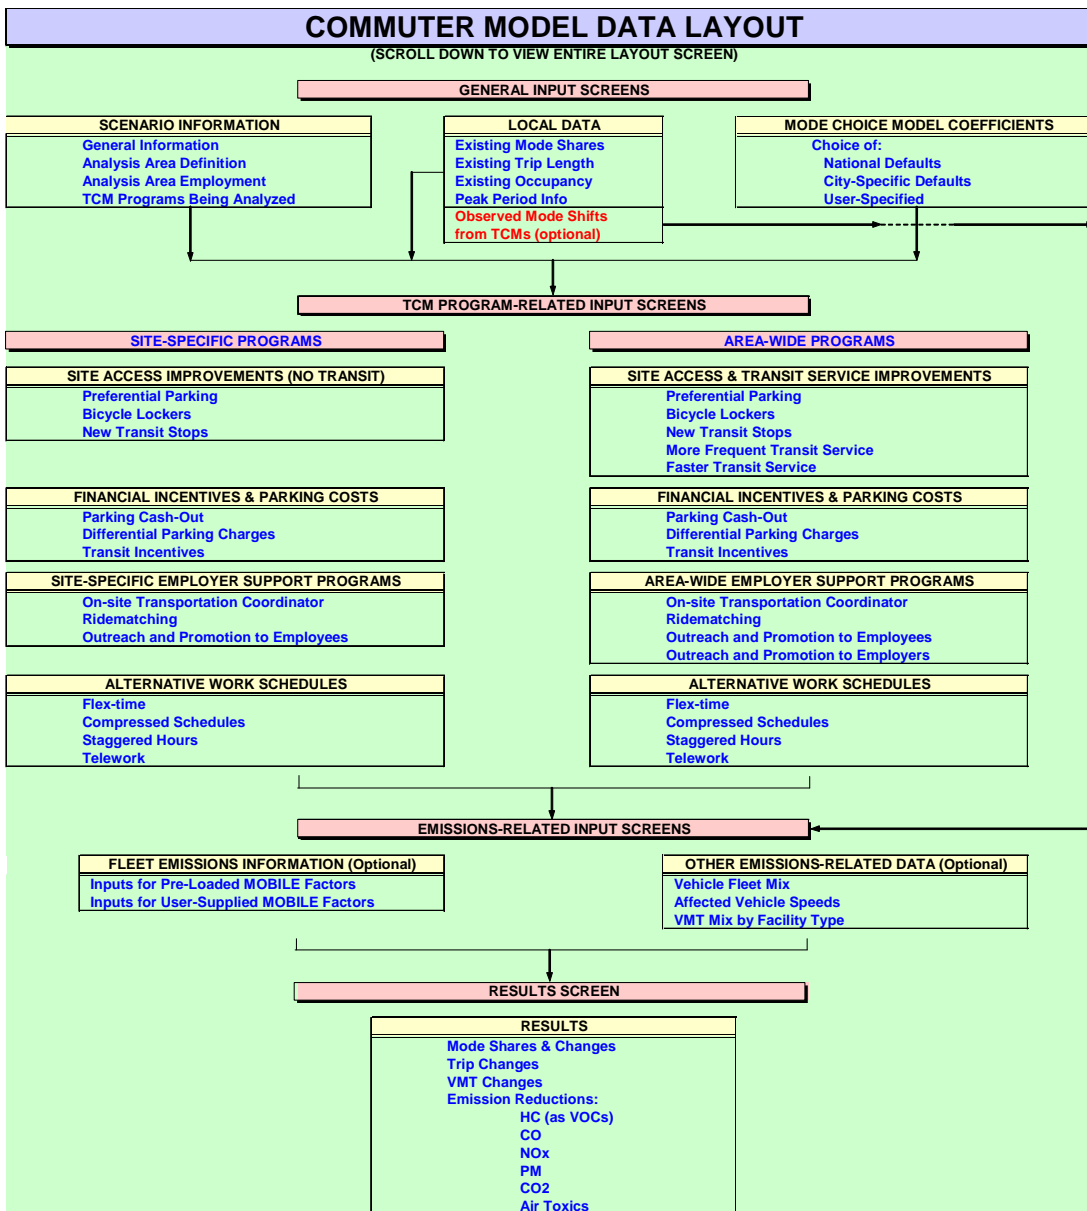 COMMUTER MODEL DATA LAYOUT
(SCROLL DOWN TO VIEW ENTIRE LAYOUT SCREEN)
GENERAL INPUT SCREENS
SCENARIO INFORMATION
General Information
Analysis Area Definition
Analysis Area Employment
TCM Programs Being Analyzed
LOCAL DATA
Existing Mode Shares
Existing Trip Length
Existing Occupancy
Peak Period Info
Observed Mode Shifts
from TCMs (optional)
MODE CHOICE MODEL COEFFICIENTS
Choice of:
National Defaults
City-Specific Defaults
User-Specified
TCM PROGRAM-RELATED INPUT SCREENS
SITE-SPECIFIC PROGRAMS
SITE ACCESS IMPROVEMENTS (NO TRANSIT)
Preferential Parking
Bicycle Lockers
New Transit Stops
FINANCIAL INCENTIVES & PARKING COSTS
Parking Cash-Out
Differential Parking Charges
Transit Incentives
SITE-SPECIFIC EMPLOYER SUPPORT PROGRAMS
On-site Transportation Coordinator
Ridematching
Outreach and Promotion to Employees
ALTERNATIVE WORK SCHEDULES
Flex-time
Compressed Schedules
Staggered Hours
Telework
AREA-WIDE PROGRAMS
SITE ACCESS & TRANSIT SERVICE IMPROVEMENTS
Preferential Parking
Bicycle Lockers
New Transit Stops
More Frequent Transit Service
Faster Transit Service
FINANCIAL INCENTIVES & PARKING COSTS
Parking Cash-Out
Differential Parking Charges
Transit Incentives
AREA-WIDE EMPLOYER SUPPORT PROGRAMS
On-site Transportation Coordinator
Ridematching
Outreach and Promotion to Employees
Outreach and Promotion to Employers
ALTERNATIVE WORK SCHEDULES
Flex-time
Compressed Schedules
Staggered Hours
Telework
EMISSIONS-RELATED INPUT SCREENS
FLEET EMISSIONS INFORMATION (Optional)
Inputs for Pre-Loaded MOBILE Factors
Inputs for User-Supplied MOBILE Factors
OTHER EMISSIONS-RELATED DATA (Optional)
Vehicle Fleet Mix
Affected Vehicle Speeds
VMT Mix by Facility Type
RESULTS SCREEN
RESULTS
Mode Shares & Changes
Trip Changes
VMT Changes
Emission Reductions:
HC (as VOCs)
CO
NOx
PM
CO2
Air Toxics